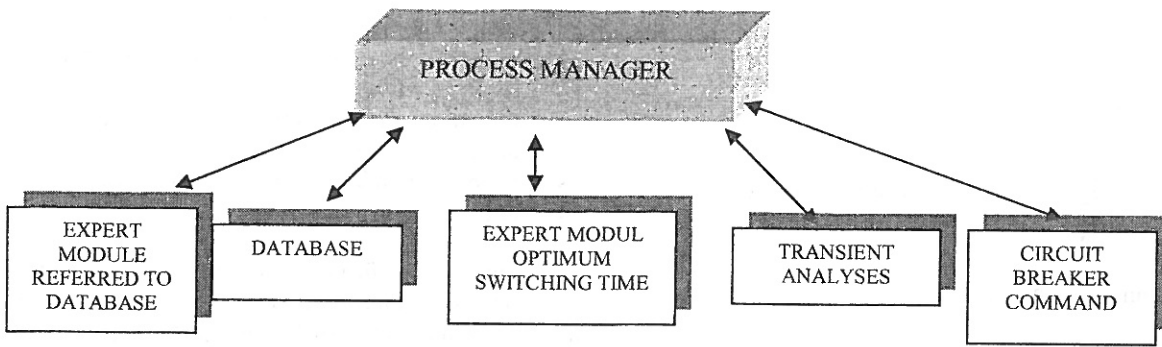 PROCESS MANAGER
EXPERT
MODULE
REFERRED TO
DATABASE
DATABASE
EXPERT MODUL
OPTIMUM
SWITCHING TIME
TRANSIENT
ANALYSES
CIRCUIT
BREAKER
COMMAND